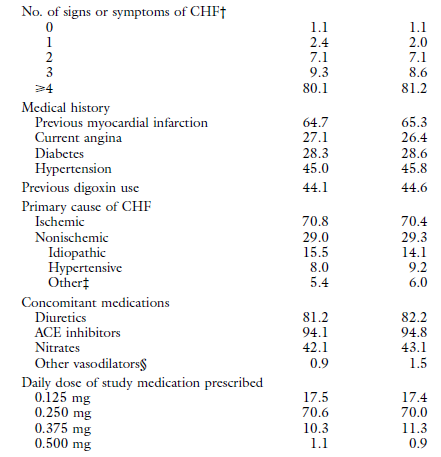 No. of signs or symptoms of CHF†
0 1.1 1.1
1 2.4 2.0
2 7.1 7.1
3 9.3 8.6
≥4 80.1 81.2
Medical history
Previous myocardial infarction 64.7 65.3
Current angina 27.1 26.4
Diabetes 28.3 28.6
Hypertension 45.0 45.8
Previous digoxin use 44.1 44.6
Primary cause of CHF
Ischemic 70.8 70.4
Nonischemic 29.0 29.3
Idiopathic 15.5 14.1
Hypertensive 8.0 9.2
Other‡ 5.4 6.0
Concomitant medications
Diuretics 81.2 82.2
ACE inhibitors 94.1 94.8
Nitrates 42.1 43.1
Other vasodilators§ 0.9 1.5
Daily dose of study medication prescribed
0.125 mg 17.5 17.4
0.250 mg 70.6 70.0
0.375 mg 10.3 11.3
0.500 mg 1.1 0.9